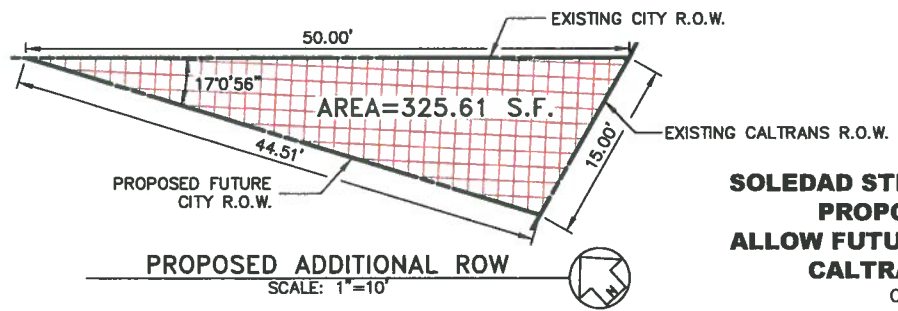 EXISTING CITY R.O.W.
50.00'
17°0'56"
AREA=325.61 S.F.
EXISTING CALTRANS R.O.W.
15.00'
44.51'
PROPOSED FUTURE
CITY R.O.W.
PROPOSED ADDITIONAL ROW
SCALE: 1"=10'
N
SOLEDAD STR
PROPO
ALLOW FUTU
CALTRA